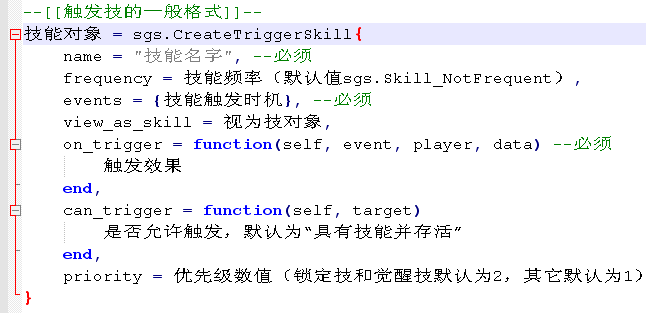 --[[触发技的一般格式]]--
技能对象 = sgs.CreateTriggerSkill{
name = "技能名字", --必须
frequency = 技能频率（默认值sgs.Skill_NotFrequent）,
events = {技能触发时机}, --必须
view_as_skill = 视为技对象,
on_trigger = function(self, event, player, data) --必须
触发效果
end,
can_trigger = function(self, target)
是否允许触发，默认为“具有技能并存活”
end,
priority = 优先级数值（锁定技和觉醒技默认为2，其它默认为1）
}